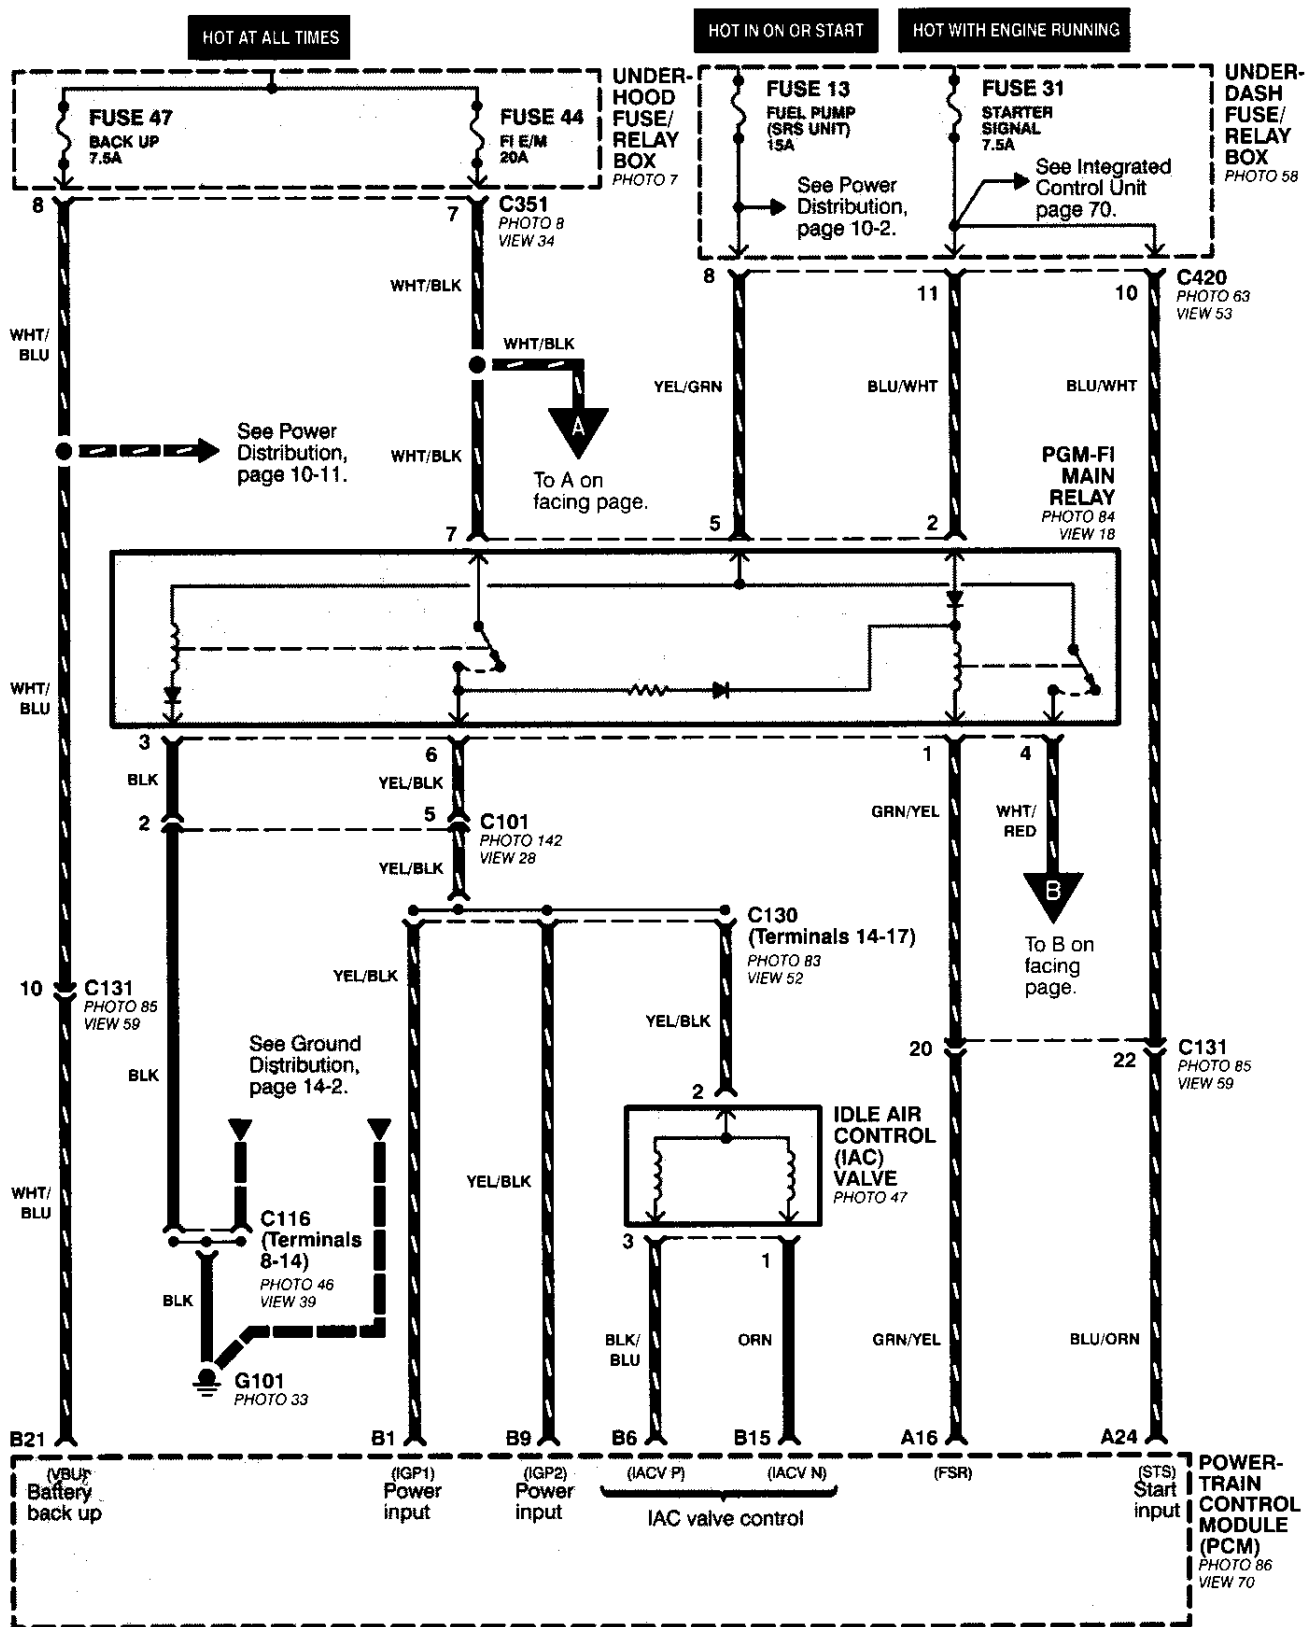 HOT AT ALL TIMES
HOT IN ON OR START
HOT WITH ENGINE RUNNING
FUSE 47
BACK UP
7.5A
FUSE 44
FI E/M
20A
UNDER-
HOOD
FUSE/
RELAY
BOX
PHOTO 7
FUSE 13
FUEL PUMP
(SRS UNIT)
15A
FUSE 31
STARTER
SIGNAL
7.5A
UNDER-
DASH
FUSE/
RELAY
BOX
PHOTO 58
See Power
Distribution,
page 10-2.
See Integrated
Control Unit
page 70.
8
7
C351
PHOTO 8
VIEW 34
8
11
10
C420
PHOTO 63
VIEW 53
WHT/
BLU
WHT/BLK
WHT/BLK
YEL/GRN
BLU/WHT
BLU/WHT
See Power
Distribution,
page 10-11.
WHT/BLK
A
To A on
facing page.
PGM-FI
MAIN
RELAY
PHOTO 84
VIEW 18
7
5
2
WHT/
BLU
3
6
1
4
BLK
YEL/BLK
GRN/YEL
WHT/
RED
2
5
C101
PHOTO 142
VIEW 28
YEL/BLK
B
To B on
facing
page.
C130
(Terminals 14-17)
PHOTO 83
VIEW 52
YEL/BLK
YEL/BLK
10
C131
PHOTO 85
VIEW 59
BLK
See Ground
Distribution,
page 14-2.
20
22
C131
PHOTO 85
VIEW 59
2
IDLE AIR
CONTROL
(IAC)
VALVE
PHOTO 47
WHT/
BLU
YEL/BLK
C116
(Terminals
8-14)
PHOTO 46
VIEW 39
3
1
BLK
BLK/
BLU
ORN
GRN/YEL
BLU/ORN
G101
PHOTO 33
B21
B1
B9
B6
B15
A16
A24
(VBU)
Battery
back up
(IGP1)
Power
input
(IGP2)
Power
input
(IACV P)
(IACV N)
IAC valve control
(FSR)
(STS)
Start
input
POWER-
TRAIN
CONTROL
MODULE
(PCM)
PHOTO 86
VIEW 70